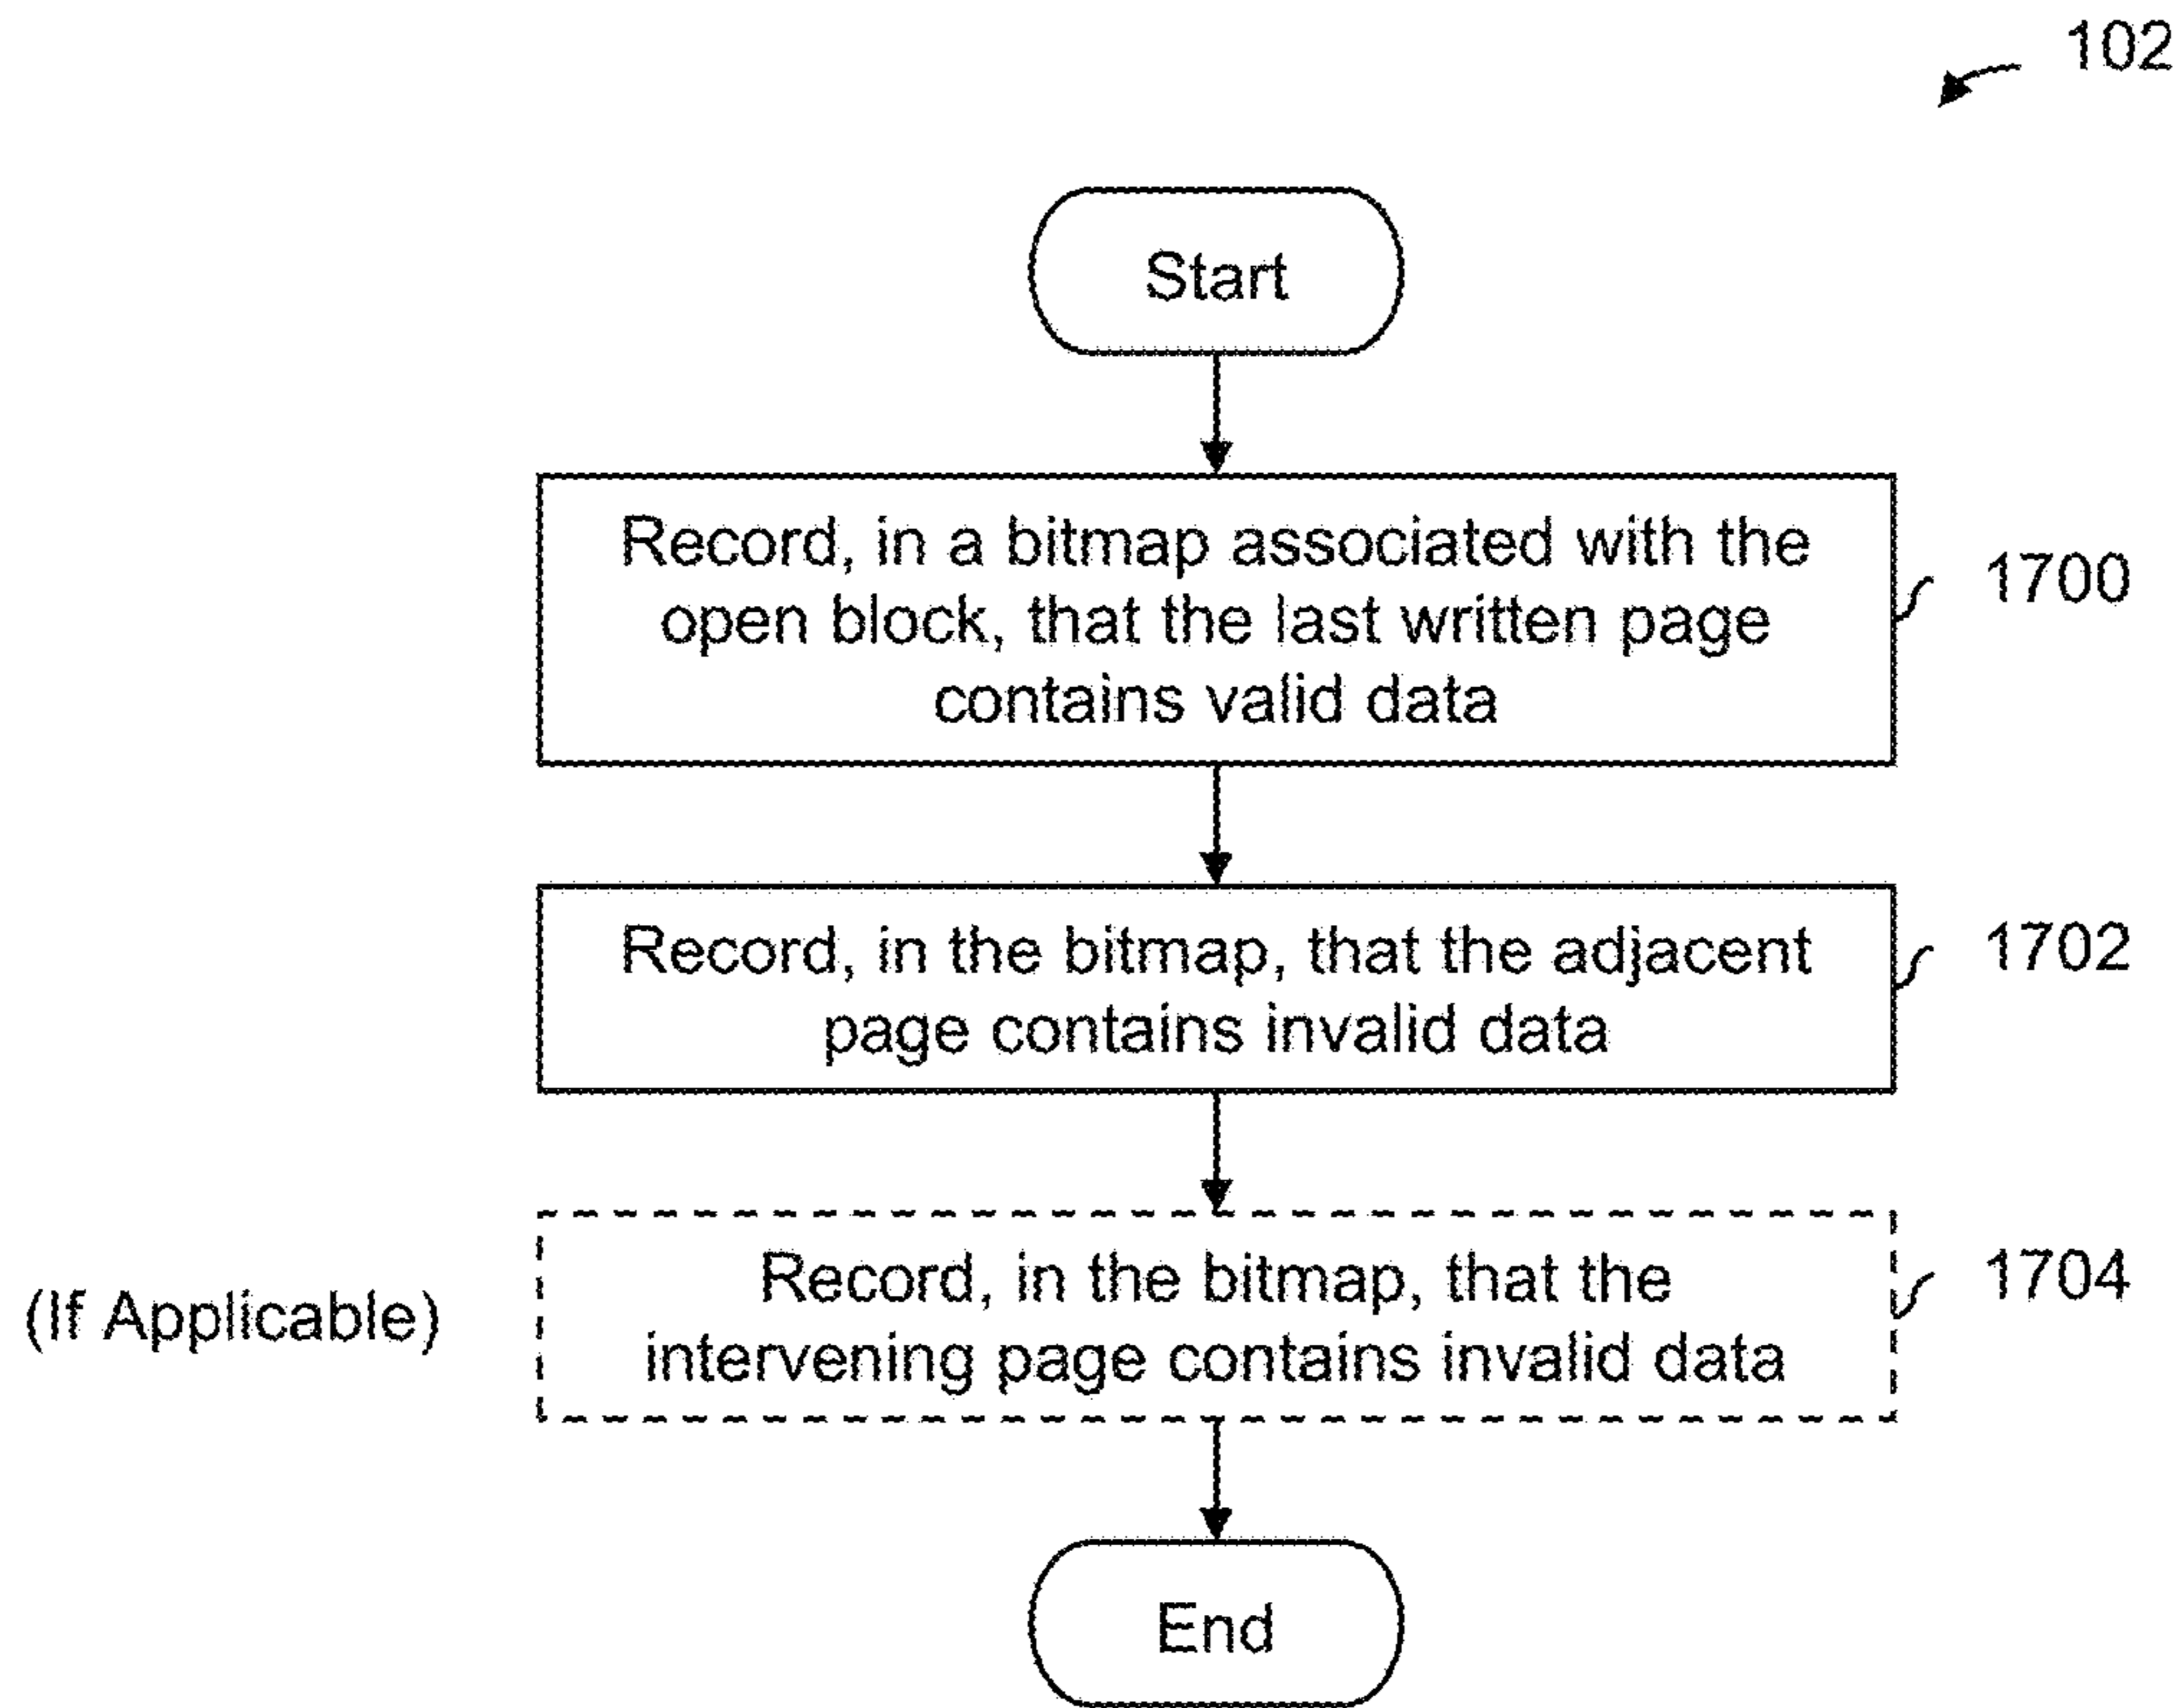 102
Start
Record, in a bitmap associated with the
open block, that the last written page
contains valid data
1700
Record, in the bitmap, that the adjacent
page contains invalid data
1702
(If Applicable)
Record, in the bitmap, that the
intervening page contains invalid data
1704
End